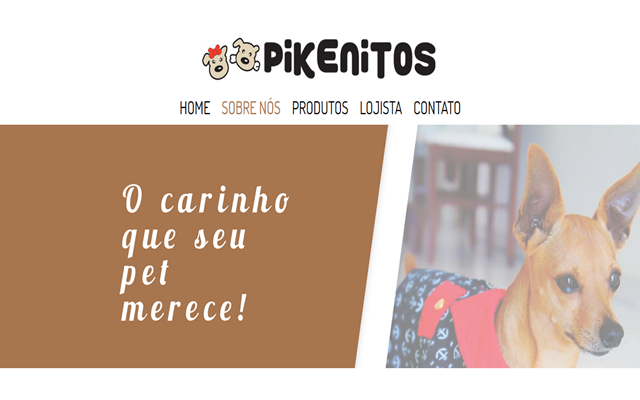 PIKENITOS
HOME SOBRE NÓS PRODUTOS LOJISTA CONTATO
O carinho
que seu
pet
merece!